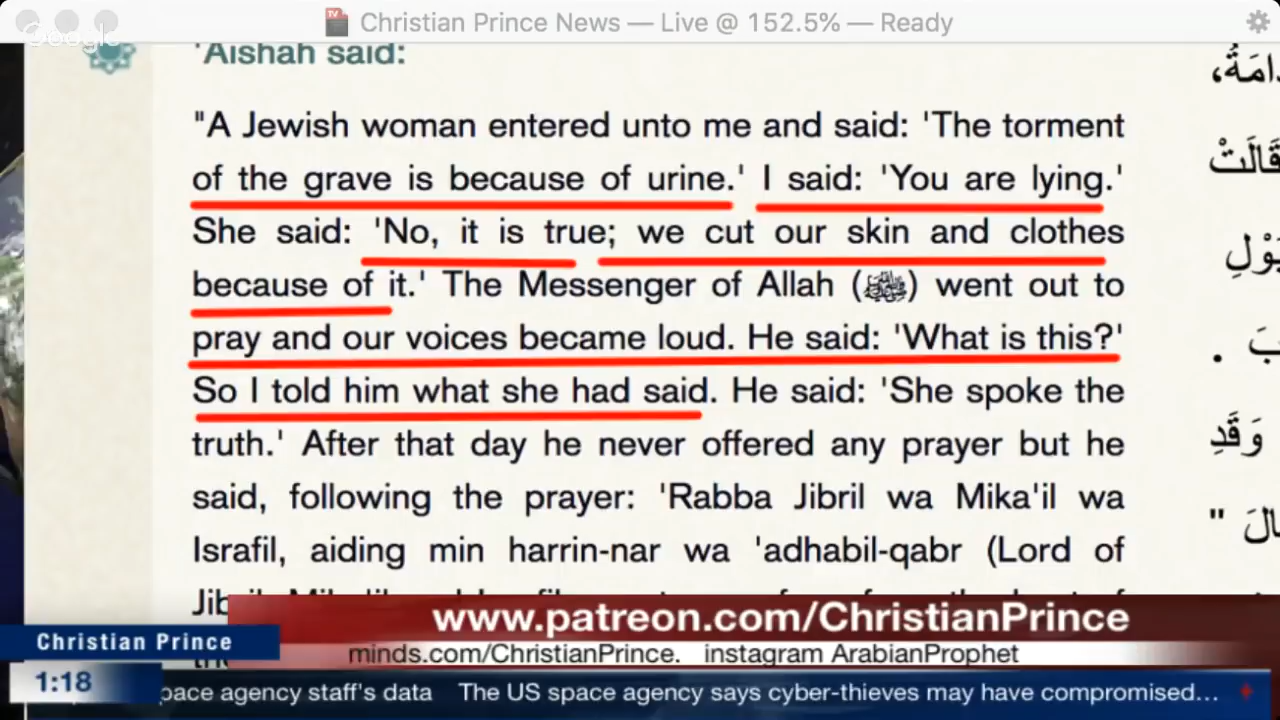 Christian Prince News — Live @ 152.5% — Ready
Google
'Aishah said:
"A Jewish woman entered unto me and said: 'The torment
of the grave is because of urine.' I said: 'You are lying.'
She said: 'No, it is true; we cut our skin and clothes
because of it.' The Messenger of Allah (ﷺ) went out to
pray and our voices became loud. He said: 'What is this?'
So I told him what she had said. He said: 'She spoke the
truth.' After that day he never offered any prayer but he
said, following the prayer: 'Rabba Jibril wa Mika'il wa
Israfil, aiding min harrin-nar wa 'adhabil-qabr (Lord of
قَالَتْ
وَقَدِ
www.patreon.com/ChristianPrince
Christian Prince
minds.com/ChristianPrince. instagram ArabianProphet
1:18
space agency staff's data The US space agency says cyber-thieves may have compromised...